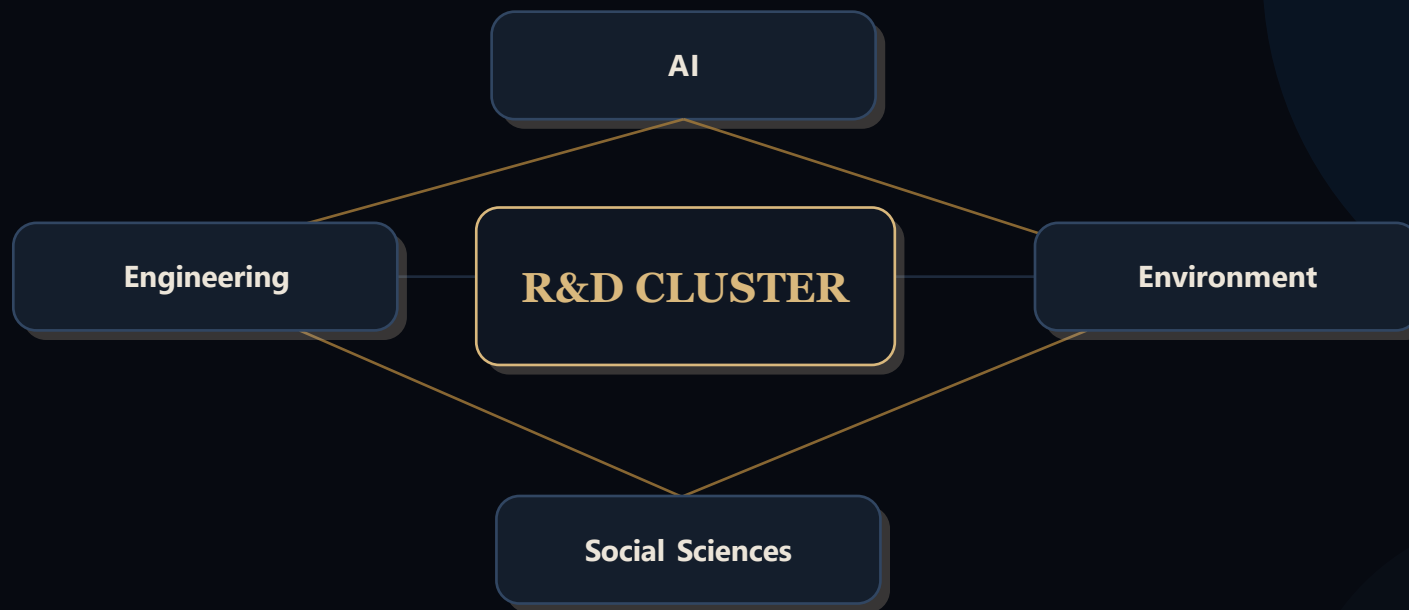 AI
Engineering
R&D CLUSTER
Environment
Social Sciences